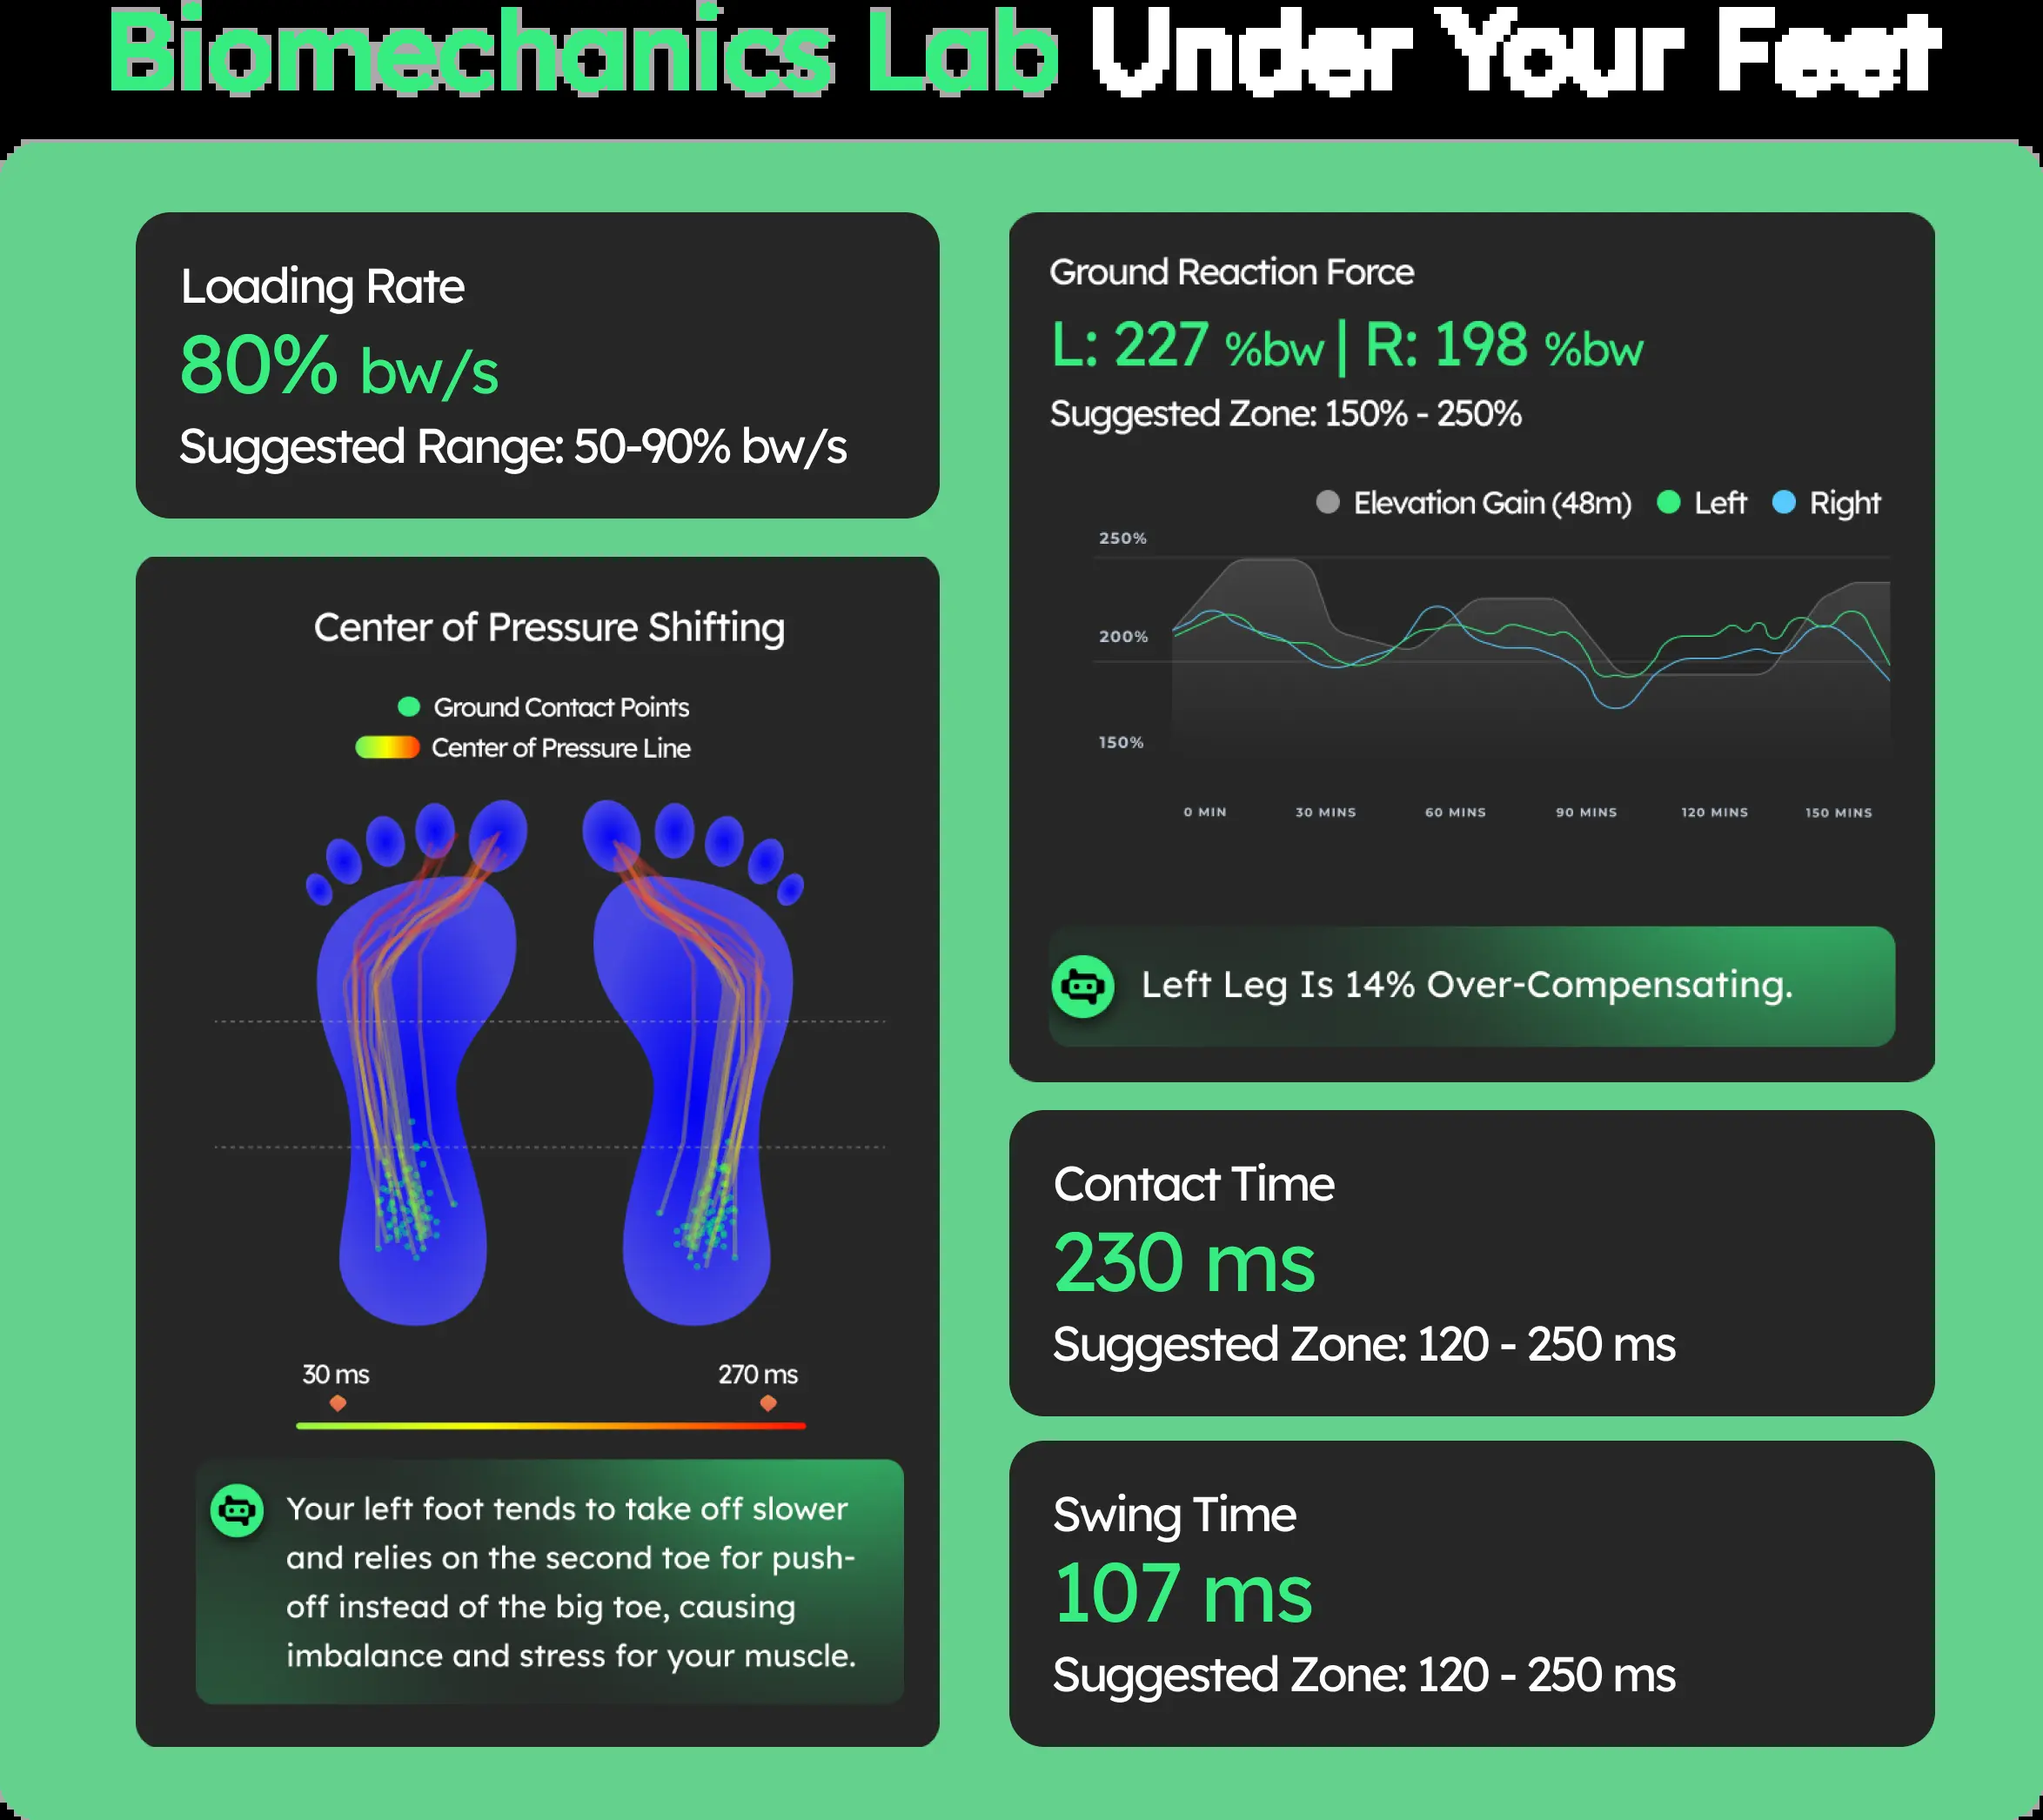 Biomechanics Lab Under Your Feet
Loading Rate
80% bw/s
Suggested Range: 50-90% bw/s
Center of Pressure Shifting
Ground Contact Points
Center of Pressure Line
30 ms
270 ms
Your left foot tends to take off slower
and relies on the second toe for push-
off instead of the big toe, causing
imbalance and stress for your muscle.
Ground Reaction Force
L: 227 %bw | R: 198 %bw
Suggested Zone: 150% - 250%
Elevation Gain (48m) Left Right
250%
200%
150%
0 MIN 30 MINS 60 MINS 90 MINS 120 MINS 150 MINS
Left Leg Is 14% Over-Compensating.
Contact Time
230 ms
Suggested Zone: 120 - 250 ms
Swing Time
107 ms
Suggested Zone: 120 - 250 ms